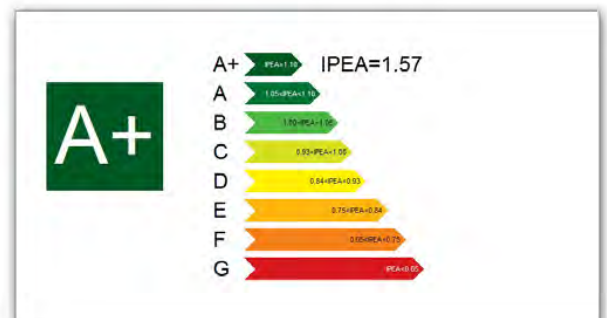 A+
A+ IPEA>1.10 IPEA=1.57
A 1.05<IPEA<1.10
B 1.00<IPEA<1.05
C 0.93<IPEA<1.00
D 0.84<IPEA<0.93
E 0.75<IPEA<0.84
F 0.65<IPEA<0.75
G IPEA<0.65